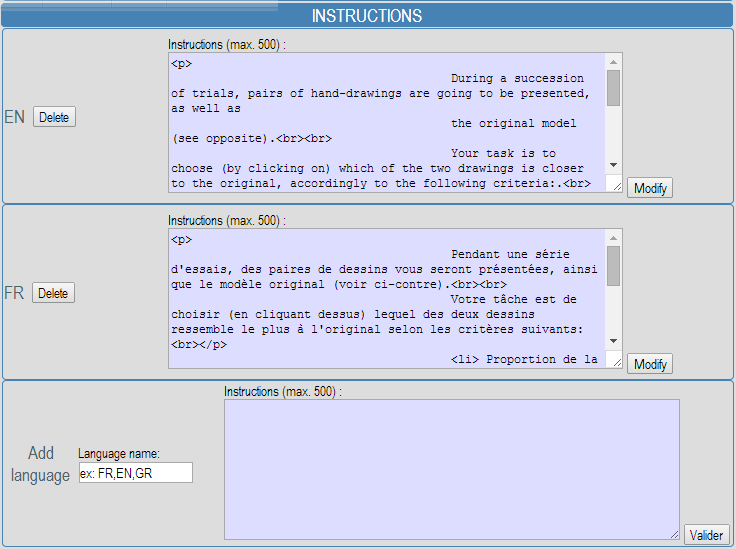 INSTRUCTIONS
Instructions (max. 500) :
EN
Delete
<p>
During a succession
of trials, pairs of hand-drawings are going to be presented,
as well as
the original model
(see opposite).<br><br>
Your task is to
choose (by clicking on) which of the two drawings is closer
to the original, accordingly to the following criteria:.<br>
Modify
Instructions (max. 500) :
FR
Delete
<p>
Pendant une série
d'essais, des paires de dessins vous seront présentées, ainsi
que le modèle original (voir ci-contre).<br><br>
Votre tâche est de
choisir (en cliquant dessus) lequel des deux dessins
ressemble le plus à l'original selon les critères suivants:
<br></p>
<li> Proportion de la
Modify
Instructions (max. 500) :
Add
language
Language name:
ex: FR,EN,GR
Valider